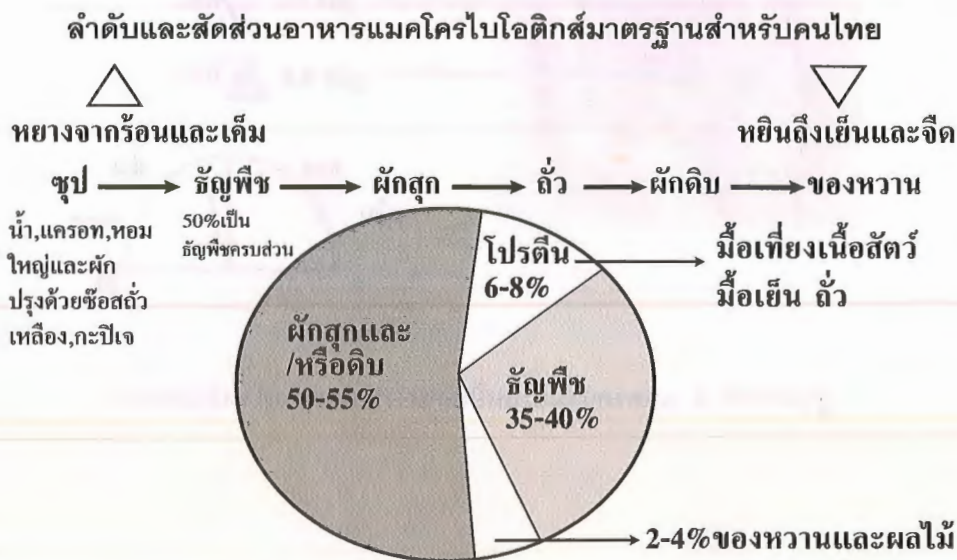 ลำดับและสัดส่วนอาหารแมคโครไบโอติกส์มาตรฐานสำหรับคนไทย
หยางจากร้อนและเค็ม
หยินถึงเย็นและจืด
ซุป ธัญพืช ผักสุก ถั่ว ผักดิบ ของหวาน
น้ำ,แครอท,หอม
ใหญ่และผัก
ปรุงด้วยซ๊อสถั่ว
เหลือง,กะปิเจ
50%เป็น
ธัญพืชครบส่วน
โปรตีน
6-8%
มื้อเที่ยงเนื้อสัตว์
มื้อเย็น ถั่ว
ผักสุกและ
/หรือดิบ
50-55%
ธัญพืช
35-40%
2-4%ของหวานและผลไม้